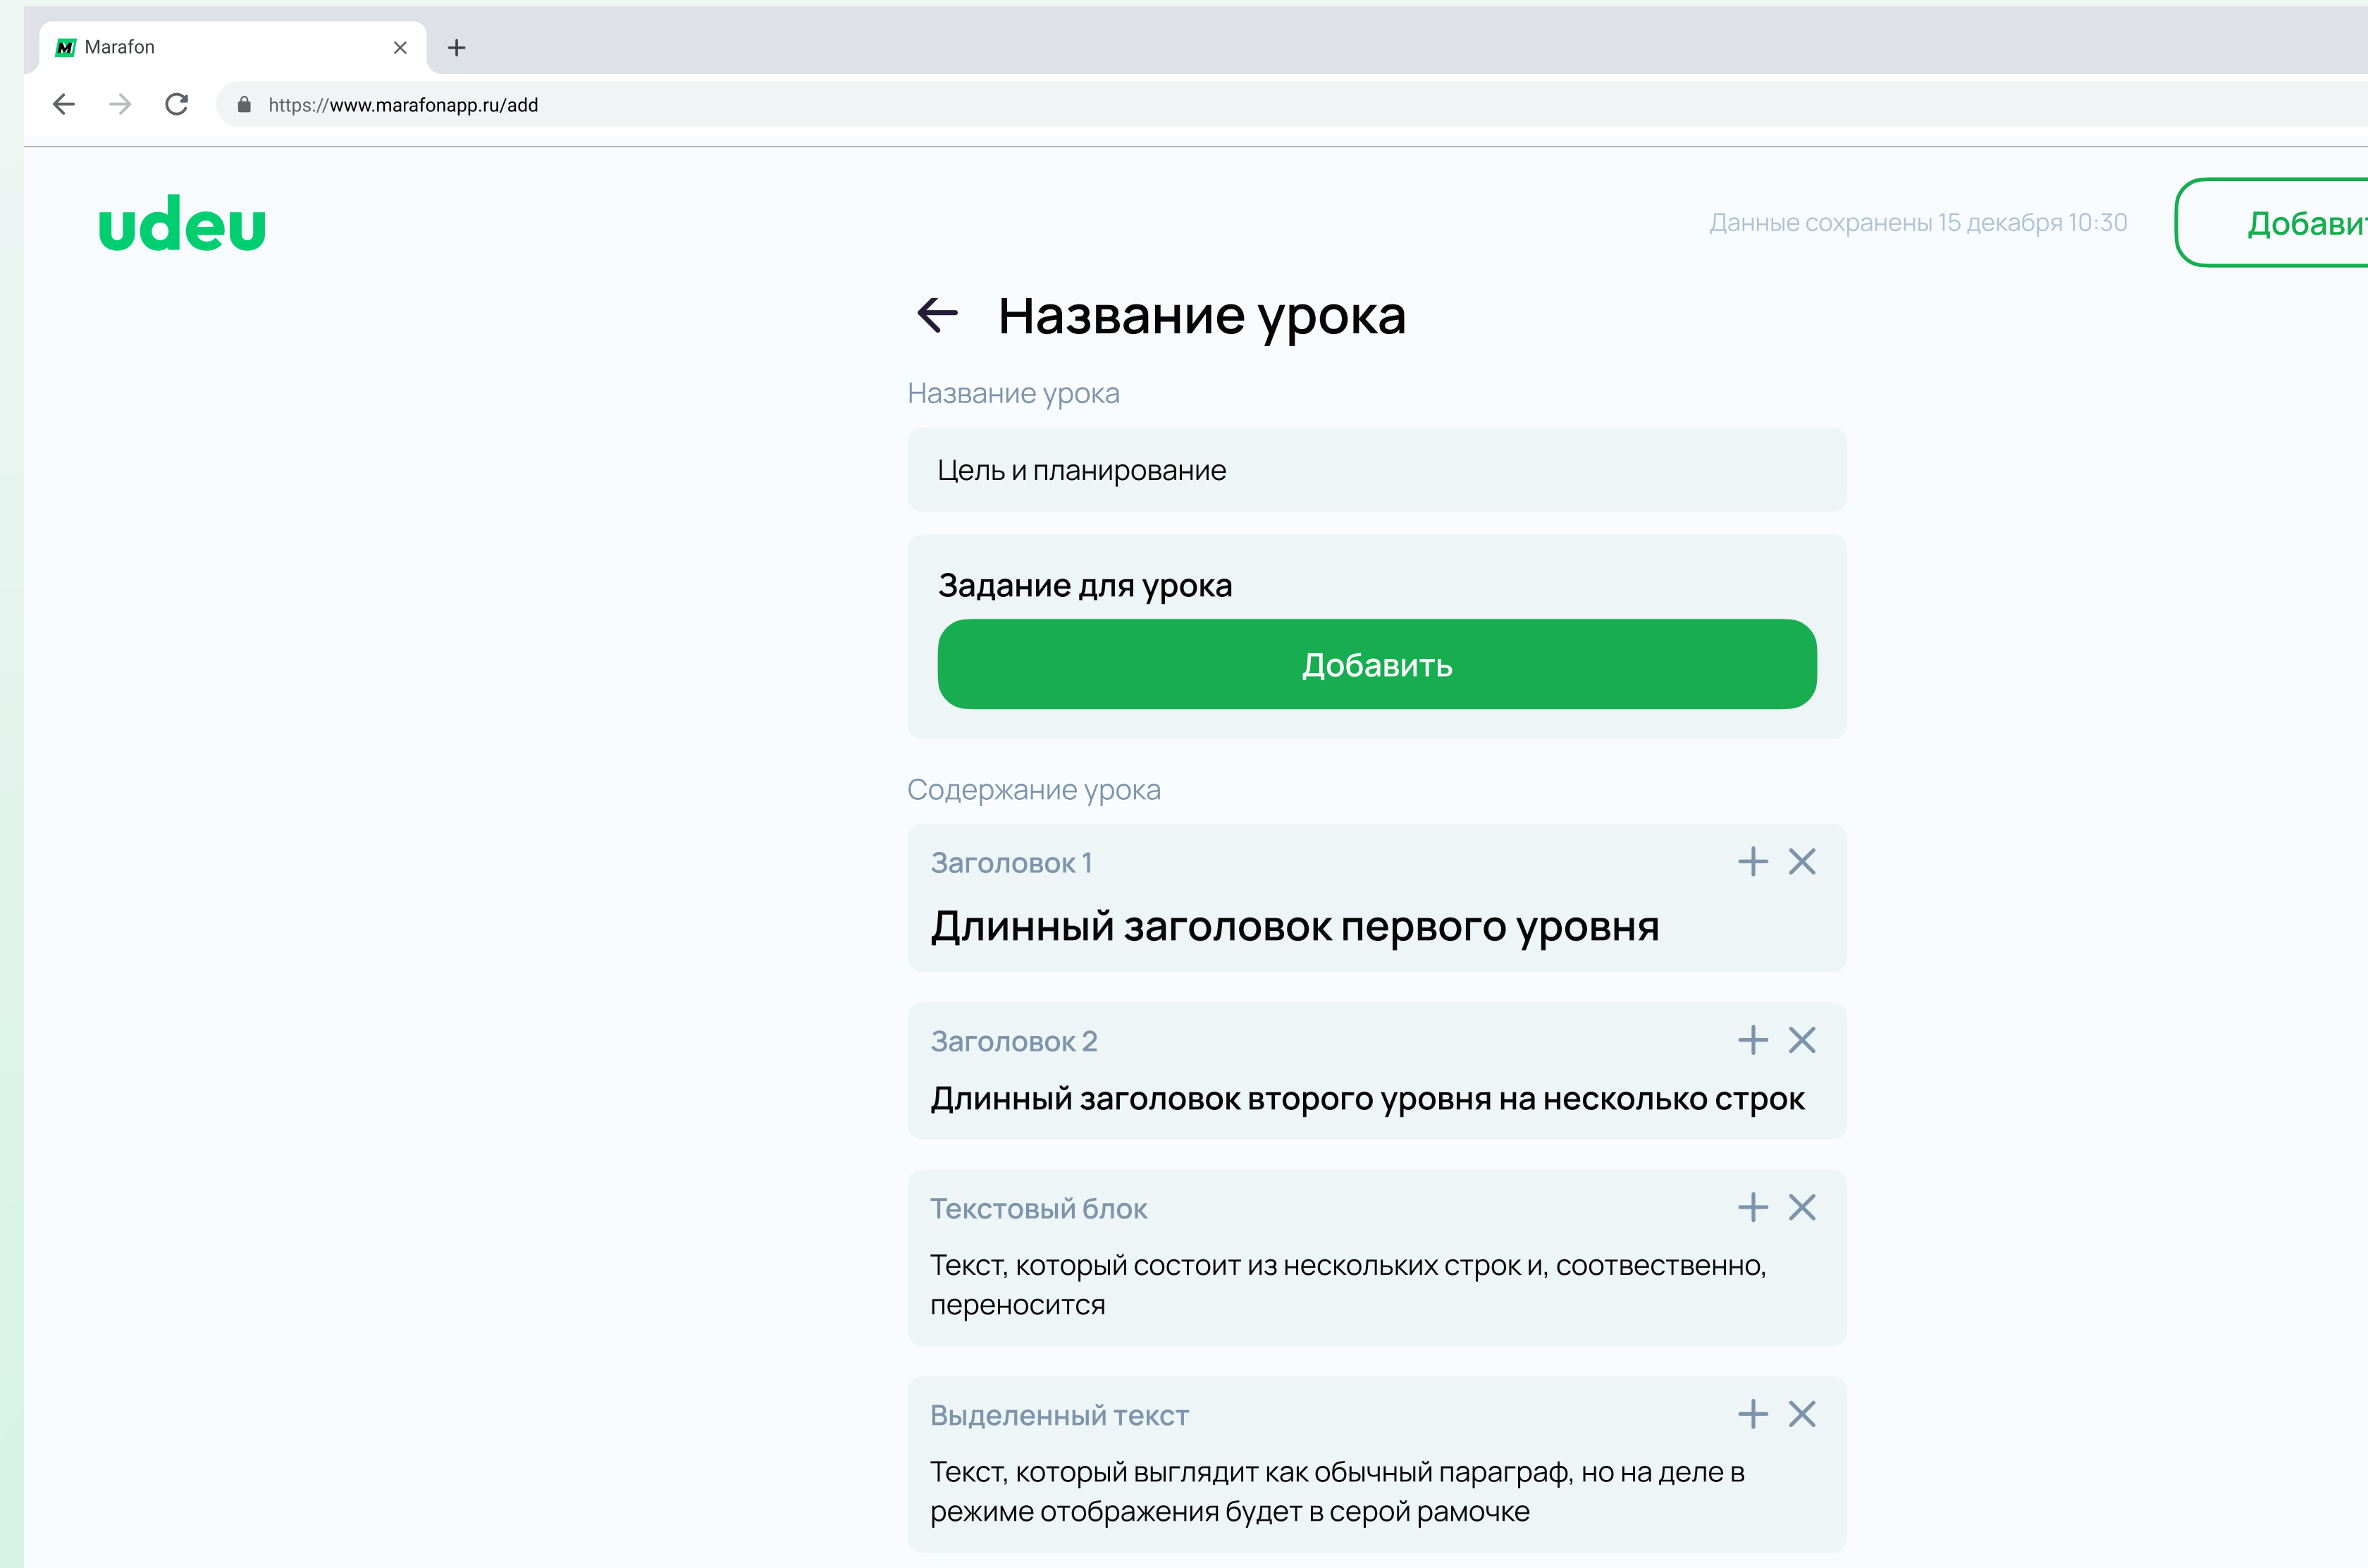 Marafon
https://www.marafonapp.ru/add
udeu
Данные сохранены 15 декабря 10:30
Название урока
Название урока
Цель и планирование
Задание для урока
Добавить
Содержание урока
Заголовок 1
Длинный заголовок первого уровня
Заголовок 2
Длинный заголовок второго уровня на несколько строк
Текстовый блок
Текст, который состоит из нескольких строк и, соотвественно,
переносится
Выделенный текст
Текст, который выглядит как обычный параграф, но на деле в
режиме отображения будет в серой рамочке